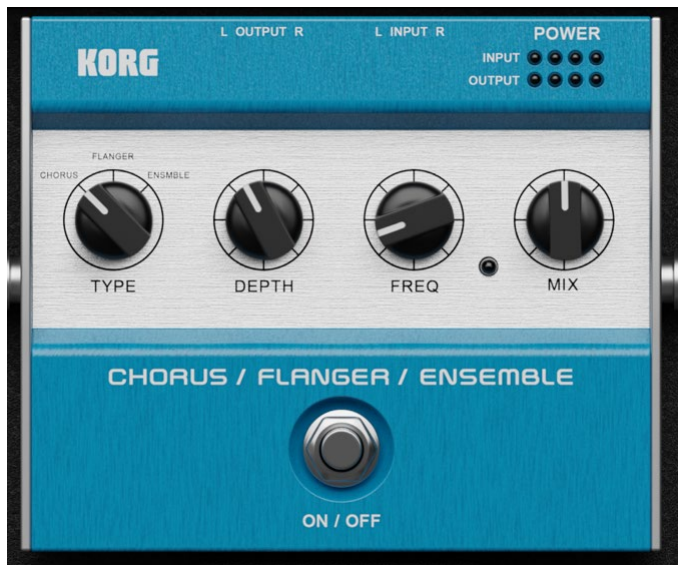 L OUTPUT R
L INPUT R
POWER
KORG
INPUT
OUTPUT
FLANGER
CHORUS
ENSMBLE
TYPE
DEPTH
FREQ
MIX
CHORUS / FLANGER / ENSEMBLE
ON / OFF